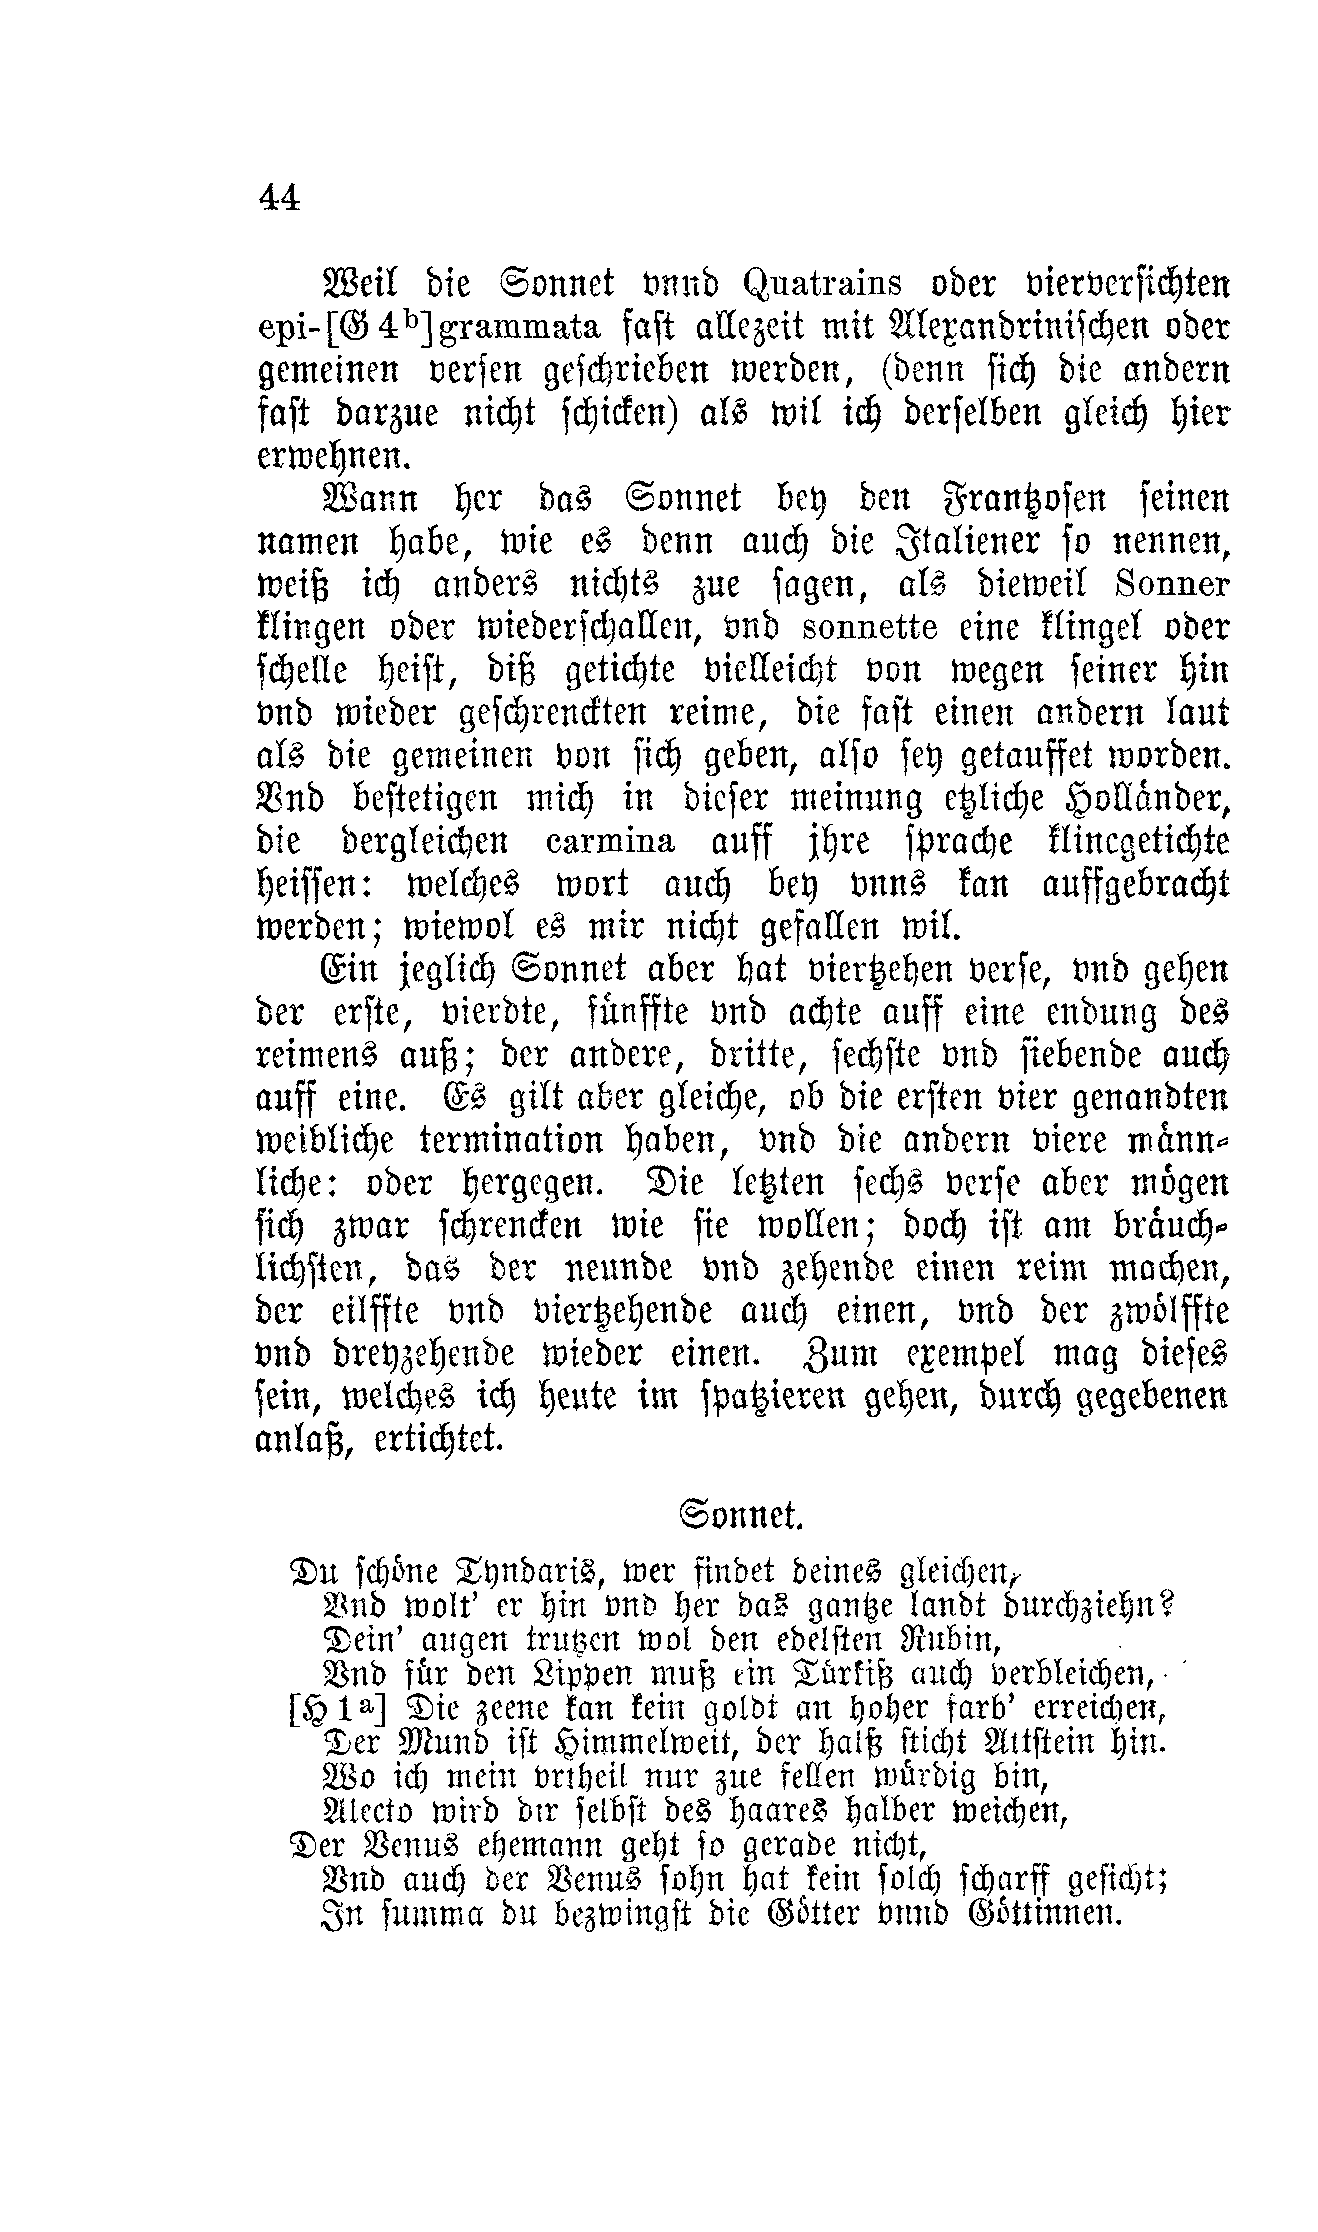 44
Weil die Sonnet vnnd Quatrains oder vierversichten
epi-[G 4b]grammata fast allezeit mit Alexandrinischen oder
gemeinen versen geschrieben werden, (denn sich die andern
fast darzue nicht schicken) als wil ich derselben gleich hier
erwehnen.
Wann her das Sonnet bey den Frantzosen seinen
namen habe, wie es denn auch die Italiener so nennen,
weiß ich anders nichts zue sagen, als dieweil Sonner
klingen oder wiederschallen, vnd sonnette eine klingel oder
schelle heist, diß getichte vielleicht von wegen seiner hin
vnd wieder geschrenckten reime, die fast einen andern laut
als die gemeinen von sich geben, also sey getauffet worden.
Vnd bestetigen mich in dieser meinung etzliche Holländer,
die dergleichen carmina auff jhre sprache klincgetichte
heissen: welches wort auch bey vnns kan auffgebracht
werden; wiewol es mir nicht gefallen wil.
Ein jeglich Sonnet aber hat viertzehen verse, vnd gehen
der erste, vierdte, fünffte vnd achte auff eine endung des
reimens auß; der andere, dritte, sechste vnd siebende auch
auff eine. Es gilt aber gleiche, ob die ersten vier genandten
weibliche termination haben, vnd die andern viere männ-
liche: oder hergegen. Die letzten sechs verse aber mögen
sich zwar schrencken wie sie wollen; doch ist am bräuch-
lichsten, das der neunde vnd zehende einen reim machen,
der eilffte vnd viertzehende auch einen, vnd der zwölffte
vnd dreyzehende wieder einen. Zum exempel mag dieses
sein, welches ich heute im spatzieren gehen, durch gegebenen
anlaß, ertichtet.
Sonnet.
Du schöne Tyndaris, wer findet deines gleichen,
Vnd wolt' er hin vnd her das gantze landt durchziehn?
Dein' augen trutzen wol den edelsten Rubin,
Vnd für den Lippen muß ein Türkiß auch verbleichen,
[H 1a] Die zeene kan kein goldt an hoher farb' erreichen,
Der Mund ist Himmelweit, der halß sticht Attstein hin.
Wo ich mein vrtheil nur zue fellen würdig bin,
Alecto wird dir selbst des haares halber weichen,
Der Venus ehemann geht so gerade nicht,
Vnd auch der Venus sohn hat kein solch scharff gesicht;
In summa du bezwingst die Götter vnnd Göttinnen.